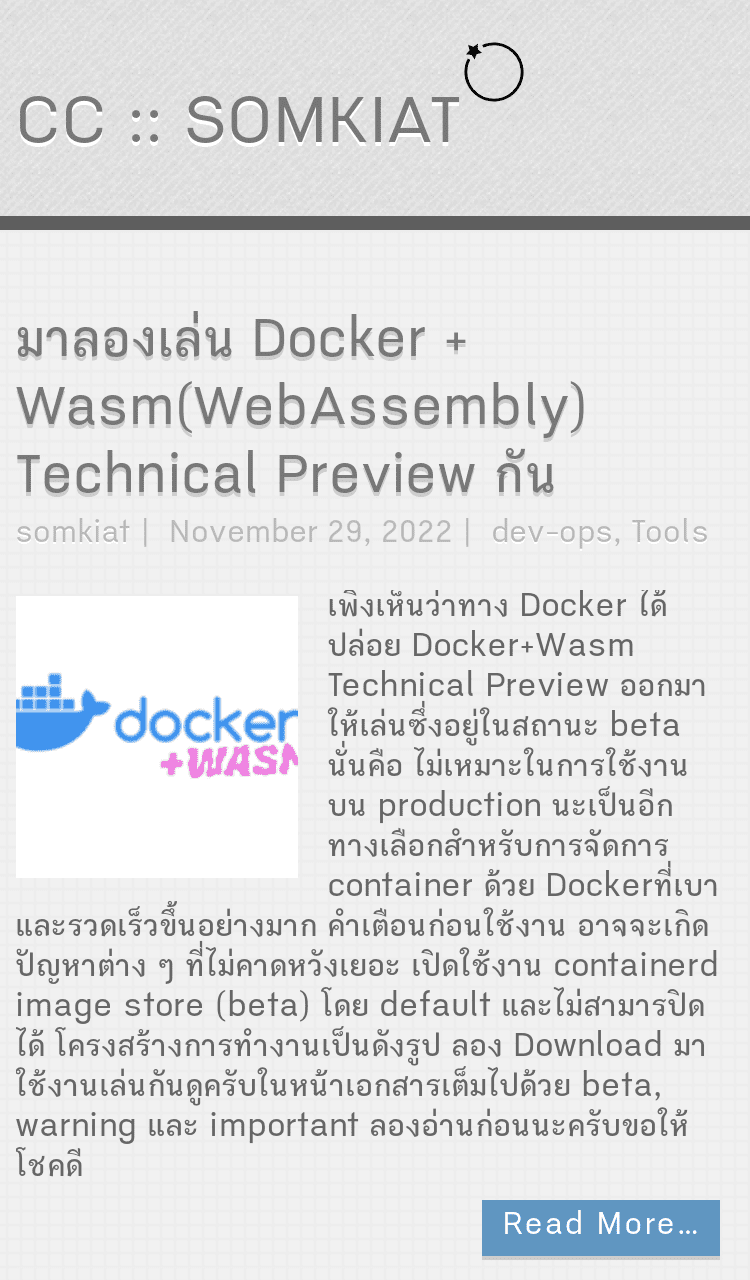 CC :: SOMKIAT
มาลองเล่น Docker +
Wasm(WebAssembly)
Technical Preview กัน
somkiat | November 29, 2022 | dev-ops, Tools
docker
+WASM
เพิ่งเห็นว่าทาง Docker ได้
ปล่อย Docker+Wasm
Technical Preview ออกมา
ให้เล่นซึ่งอยู่ในสถานะ beta
นั่นคือ ไม่เหมาะในการใช้งาน
บน production นะเป็นอีก
ทางเลือกสำหรับการจัดการ
container ด้วย Dockerที่เบา
และรวดเร็วขึ้นอย่างมาก คำเตือนก่อนใช้งาน อาจจะเกิด
ปัญหาต่าง ๆ ที่ไม่คาดหวังเยอะ เปิดใช้งาน containerd
image store (beta) โดย default และไม่สามารปิด
ได้ โครงสร้างการทำงานเป็นดังรูป ลอง Download มา
ใช้งานเล่นกันดูครับในหน้าเอกสารเต็มไปด้วย beta,
warning และ important ลองอ่านก่อนนะครับขอให้
โชคดี
Read More…